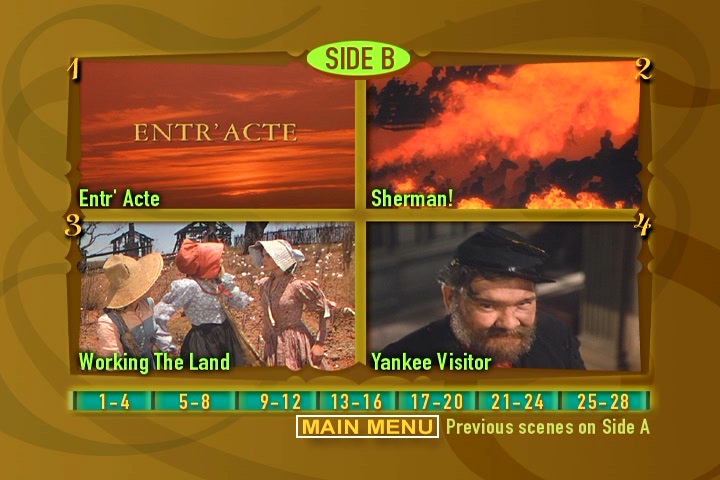 SIDE B
1
2
ENTR'ACTE
Entr' Acte
Sherman!
3
4
Working The Land
Yankee Visitor
1-4 5-8 9-12 13-16 17-20 21-24 25-28
MAIN MENU Previous scenes on Side A